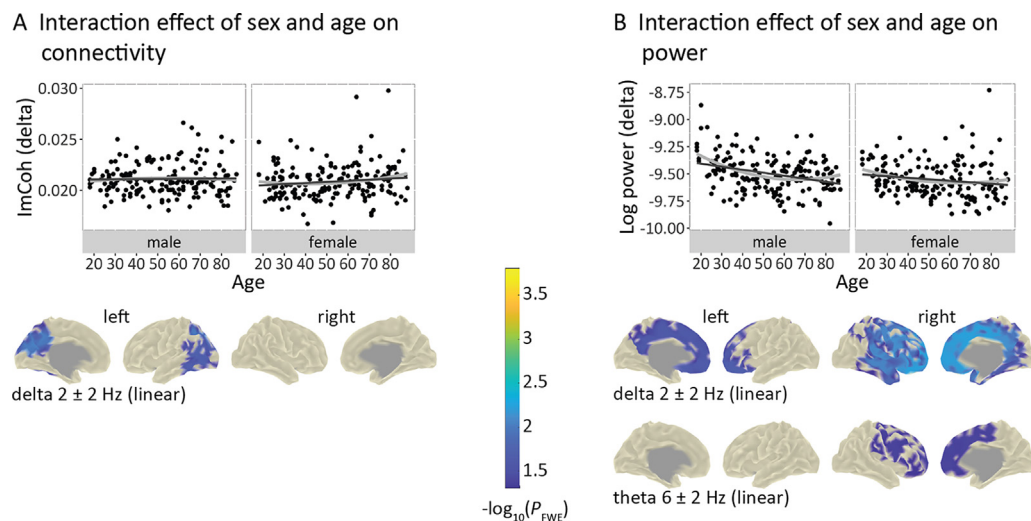 A Interaction effect of sex and age on
connectivity
ImCoh (delta)
0.030
0.025
0.020
male
female
20 30 40 50 60 70 80
20 30 40 50 60 70 80
Age
left
right
delta 2 ± 2 Hz (linear)
3.5
3
2.5
2
1.5
-log10(PFWE)
B Interaction effect of sex and age on
power
Log power (delta)
-8.75
-9.00
-9.25
-9.50
-9.75
-10.00
male
female
20 30 40 50 60 70 80
20 30 40 50 60 70 80
Age
left
right
delta 2 ± 2 Hz (linear)
theta 6 ± 2 Hz (linear)